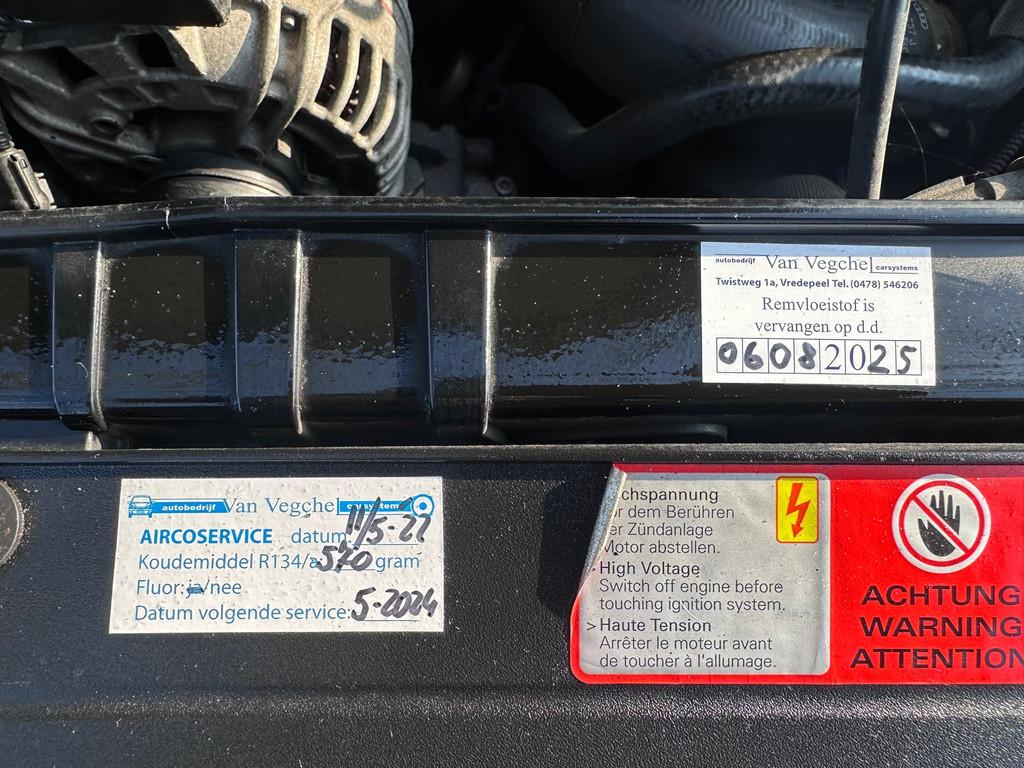 autobedrijf Van Vegchel carsystems
Twistweg 1a, Vredepeel Tel. (0478) 546206
Remvloeistof is
vervangen op d.d.
06082025
autobedrijf Van Vegchel carsystems
AIRCOSERVICE datum 11/5-22
Koudemiddel R134/a 570 gram
Fluor: ja/nee
Datum volgende service: 5-2024
chspannung
or dem Berühren
er Zündanlage
Motor abstellen.
High Voltage
Switch off engine before
touching ignition system.
> Haute Tension
Arrêter le moteur avant
de toucher à l'allumage.
ACHTUNG
WARNING
ATTENTION